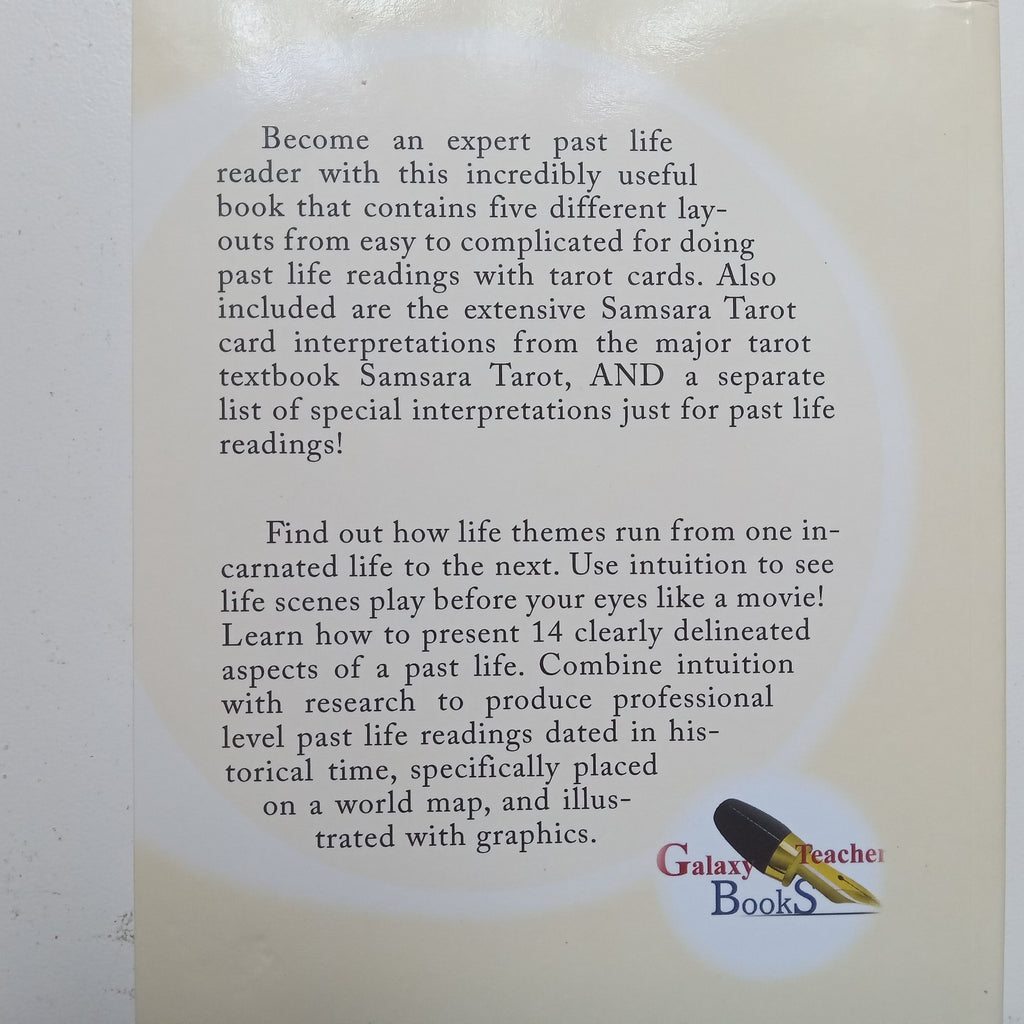 Become an expert past life
reader with this incredibly useful
book that contains five different lay-
outs from easy to complicated for doing
past life readings with tarot cards. Also
included are the extensive Samsara Tarot
card interpretations from the major tarot
textbook Samsara Tarot, AND a separate
list of special interpretations just for past life
readings!
Find out how life themes run from one in-
carnated life to the next. Use intuition to see
life scenes play before your eyes like a movie!
Learn how to present 14 clearly delineated
aspects of a past life. Combine intuition
with research to produce professional
level past life readings dated in his-
torical time, specifically placed
on a world map, and illus-
trated with graphics.
Galaxy Teacher
BookS